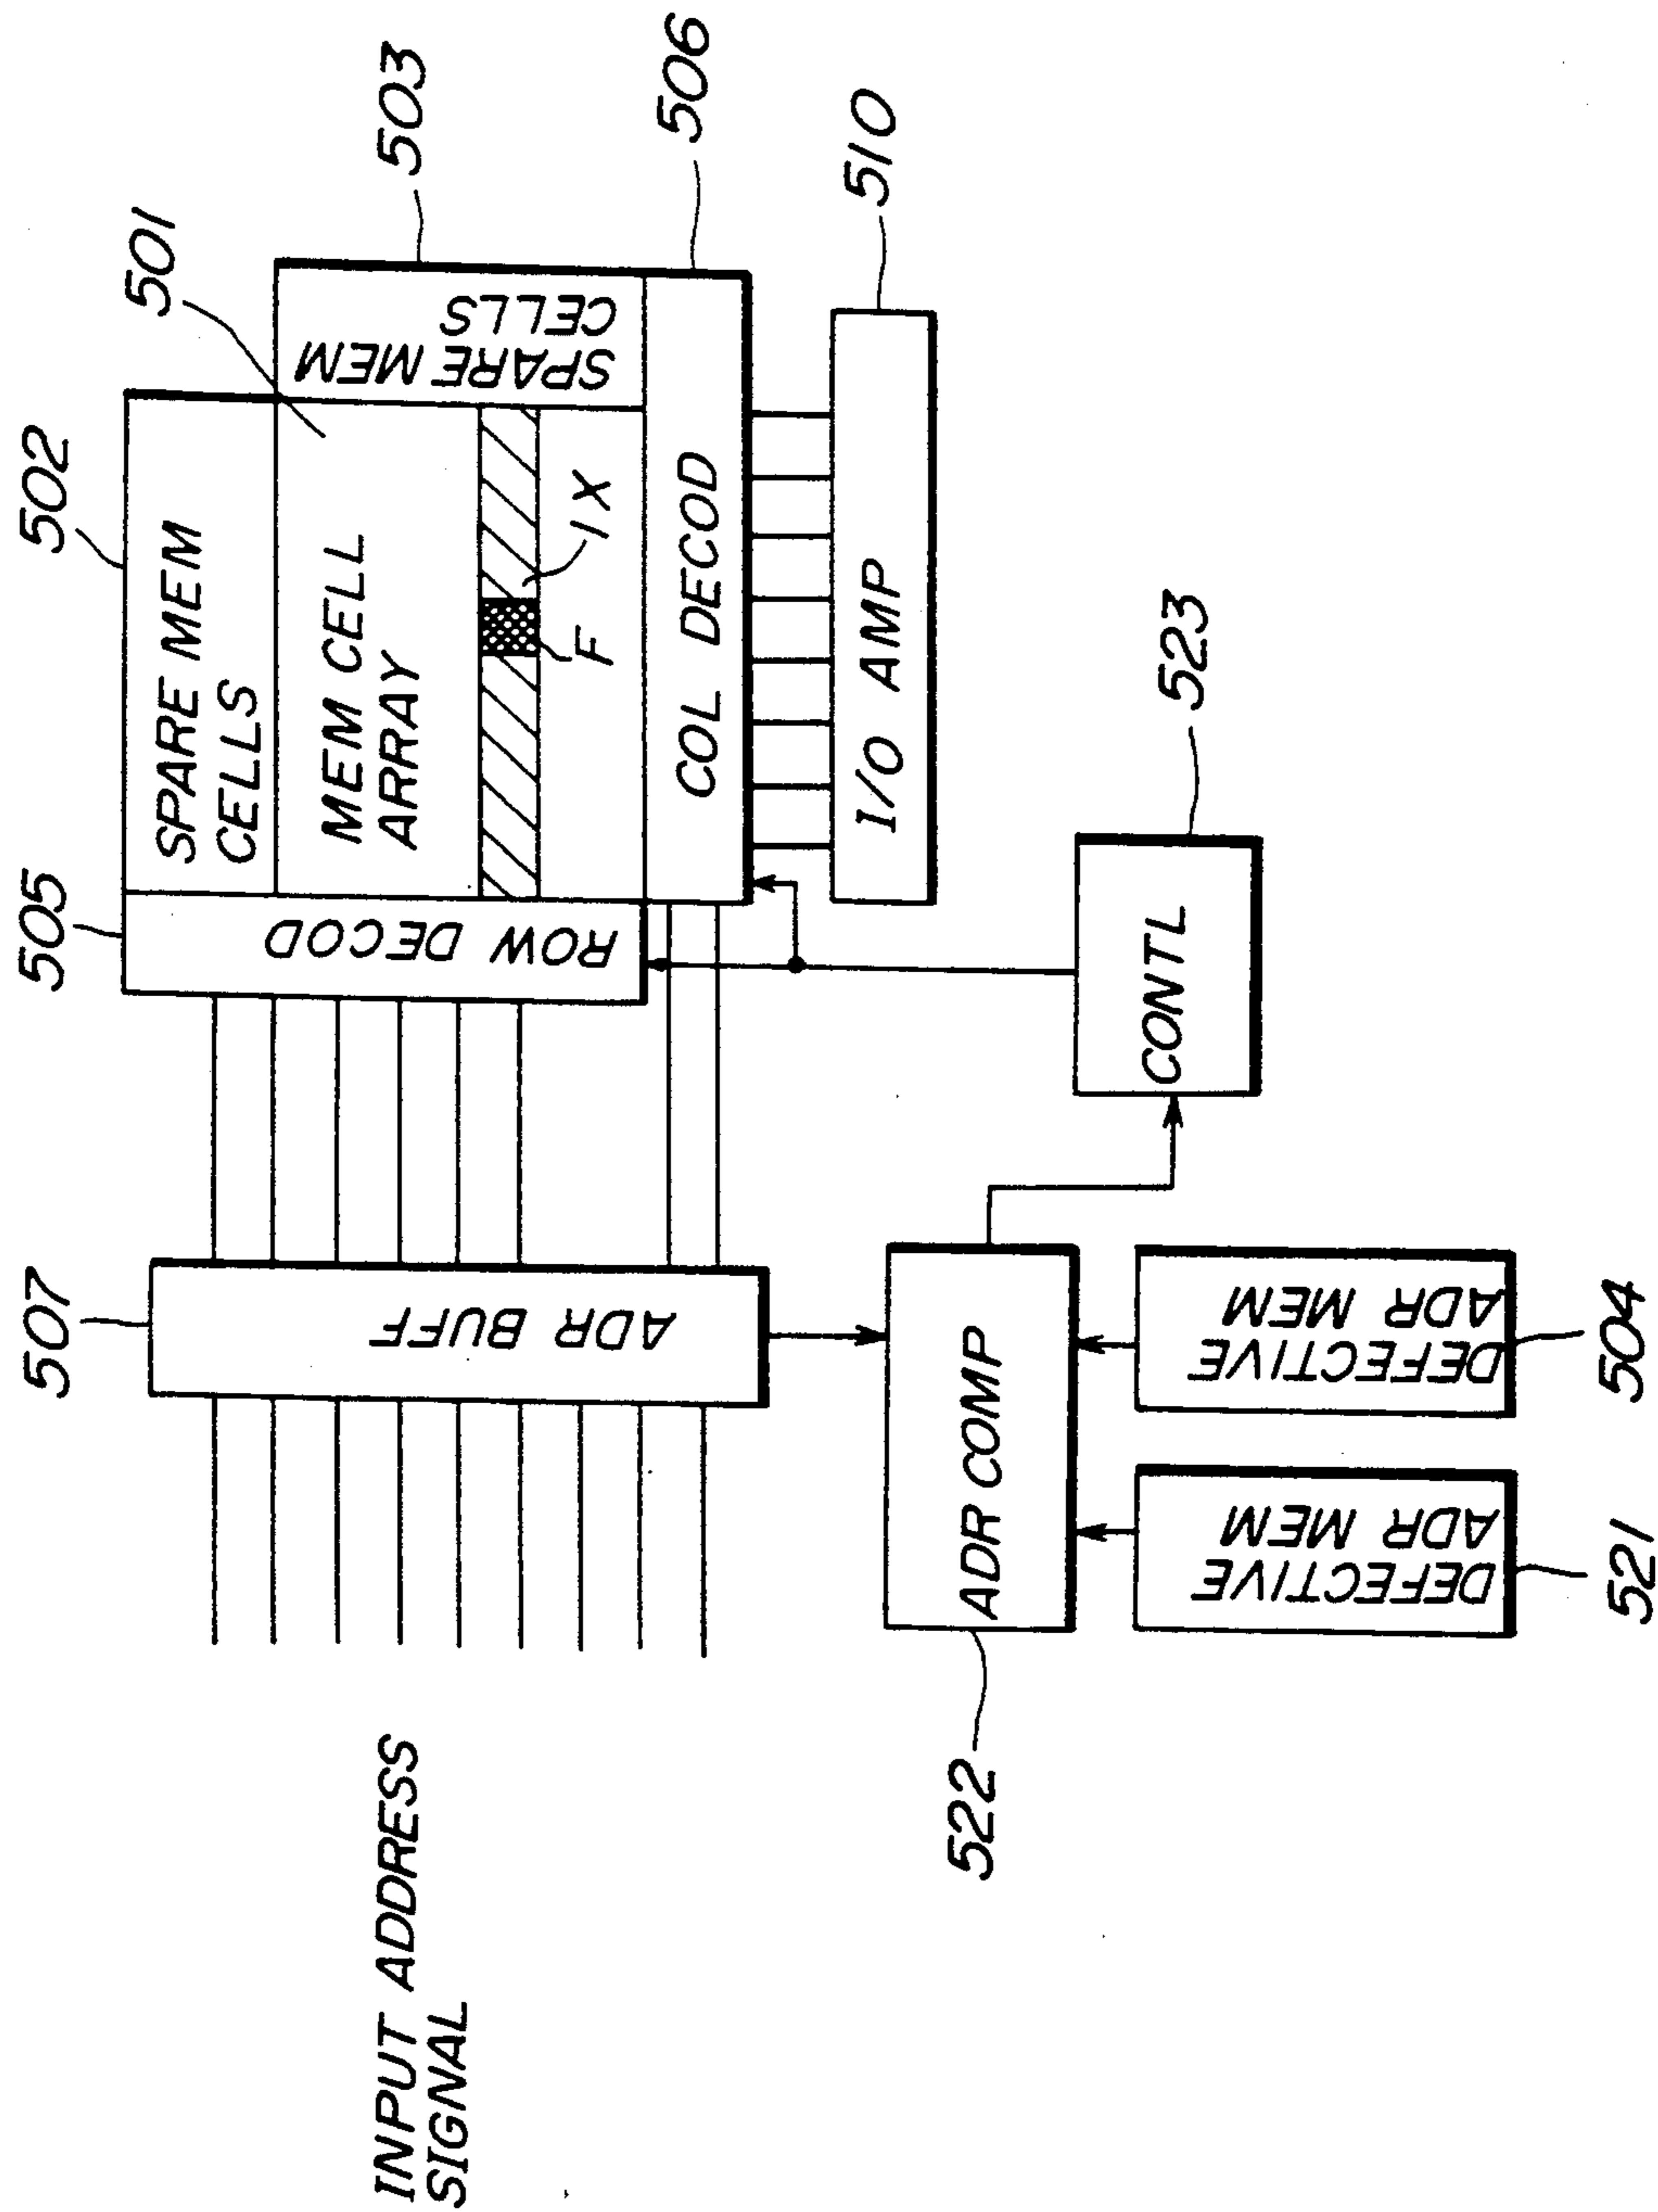 502
501
503
505
506
507
510
SPARE MEM
CELLS
MEM CELL
ARRAY
SPARE MEM
CELLS
ROW DECOD
F
1X
COL DECOD
I/O AMP
ADR BUFF
INPUT ADDRESS
SIGNAL
ADR COMP
522
CONTL
523
DEFECTIVE
ADR MEM
521
DEFECTIVE
ADR MEM
504